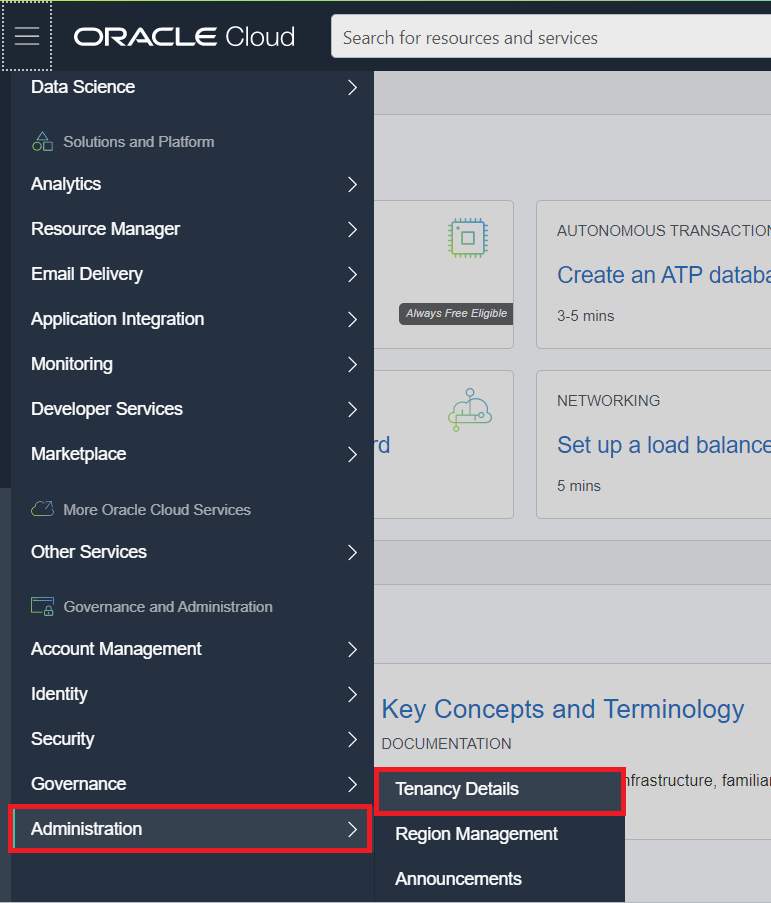 ORACLE Cloud
Search for resources and services
Data Science
Solutions and Platform
Analytics
Resource Manager
Email Delivery
Application Integration
Monitoring
Developer Services
Marketplace
More Oracle Cloud Services
Other Services
Governance and Administration
Account Management
Identity
Security
Governance
Administration
Always Free Eligible
AUTONOMOUS TRANSACTION
Create an ATP databa
3-5 mins
rd
NETWORKING
Set up a load balance
5 mins
Key Concepts and Terminology
DOCUMENTATION
nfrastructure, familiar
Tenancy Details
Region Management
Announcements